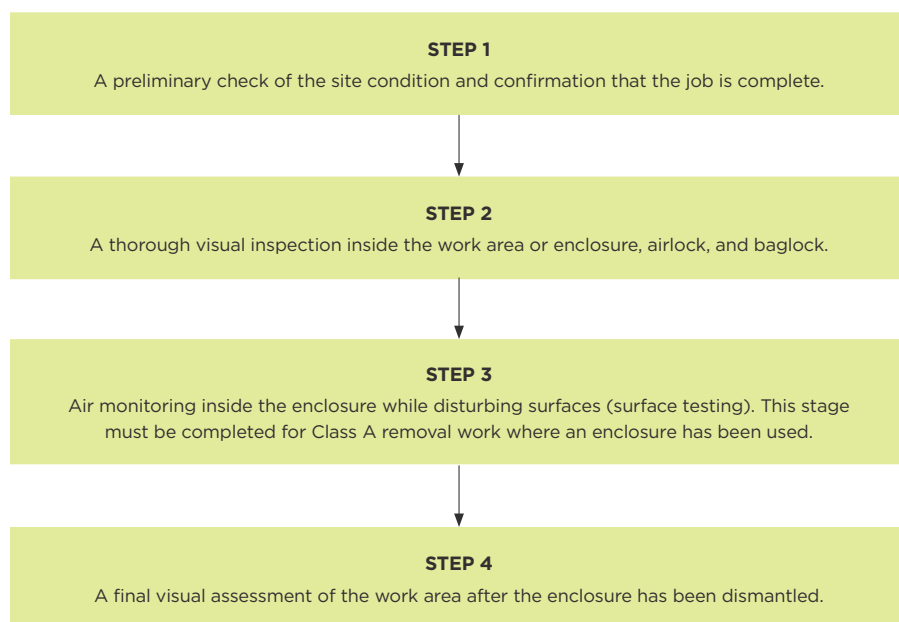 STEP 1
A preliminary check of the site condition and confirmation that the job is complete.
STEP 2
A thorough visual inspection inside the work area or enclosure, airlock, and baglock.
STEP 3
Air monitoring inside the enclosure while disturbing surfaces (surface testing). This stage
must be completed for Class A removal work where an enclosure has been used.
STEP 4
A final visual assessment of the work area after the enclosure has been dismantled.